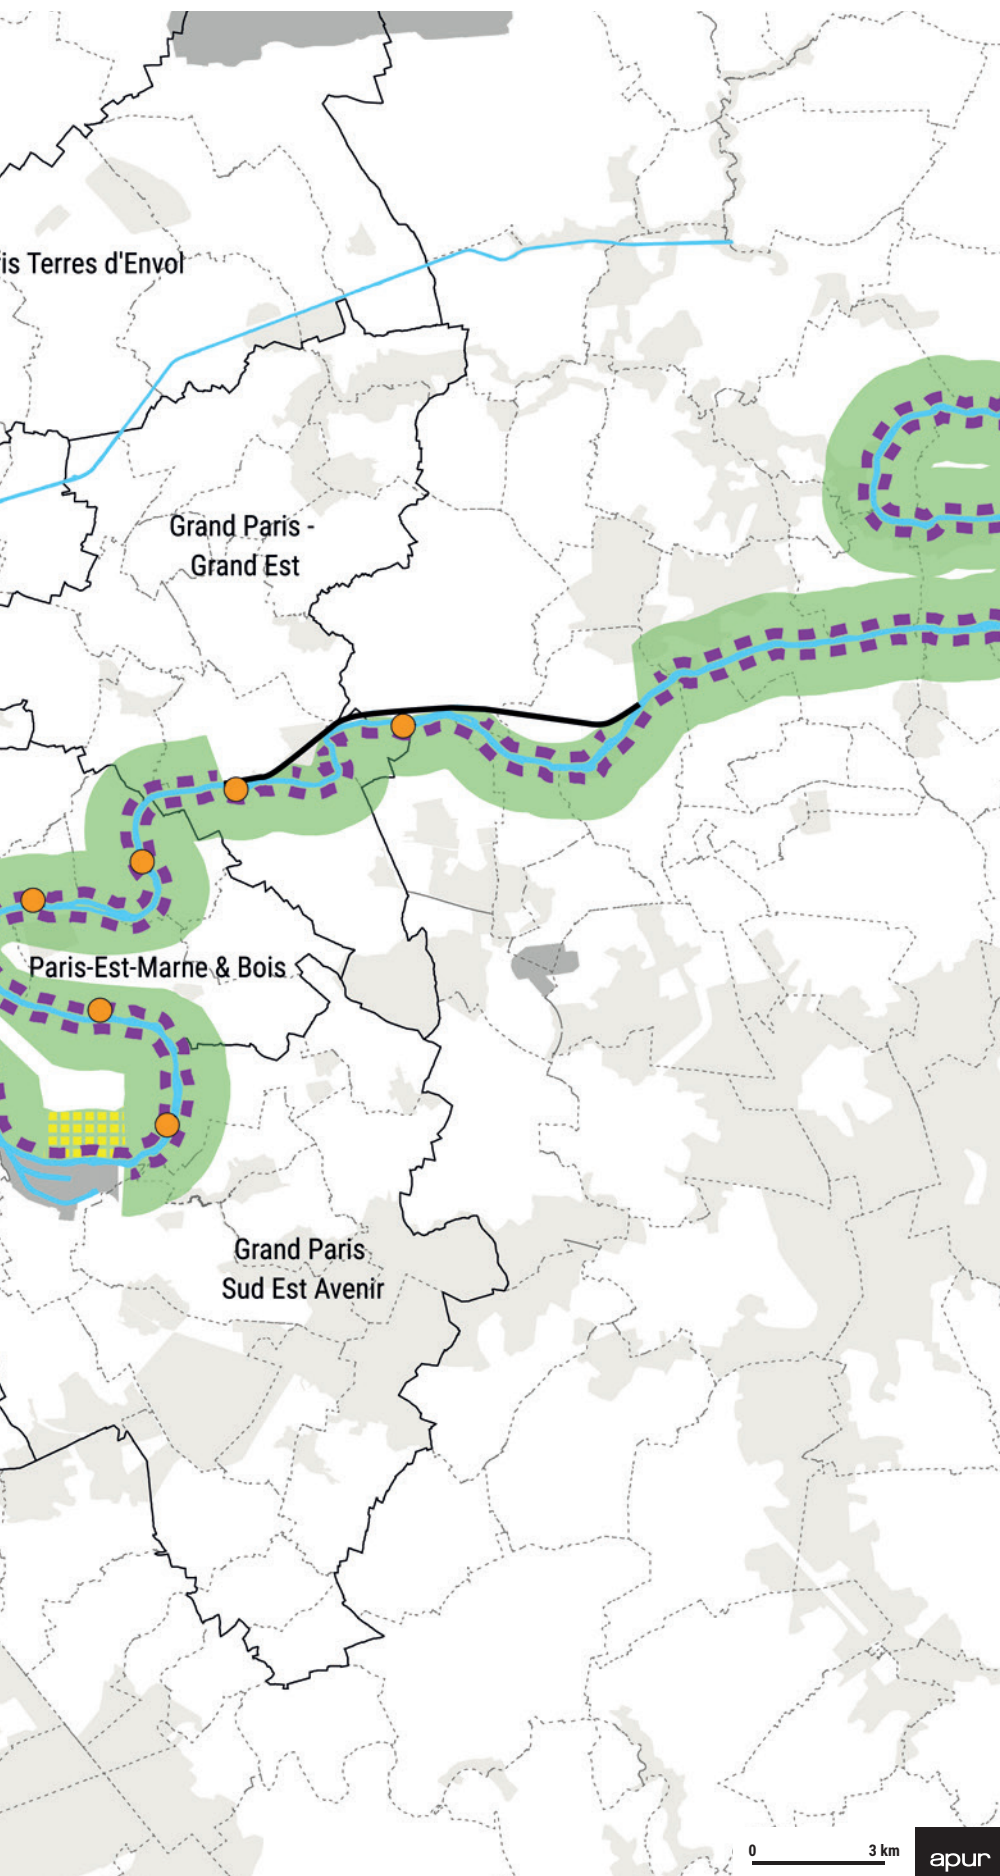 is Terres d'Envol
Grand Paris -
Grand Est
Paris-Est-Marne & Bois
Grand Paris
Sud Est Avenir
0 3 km
apur